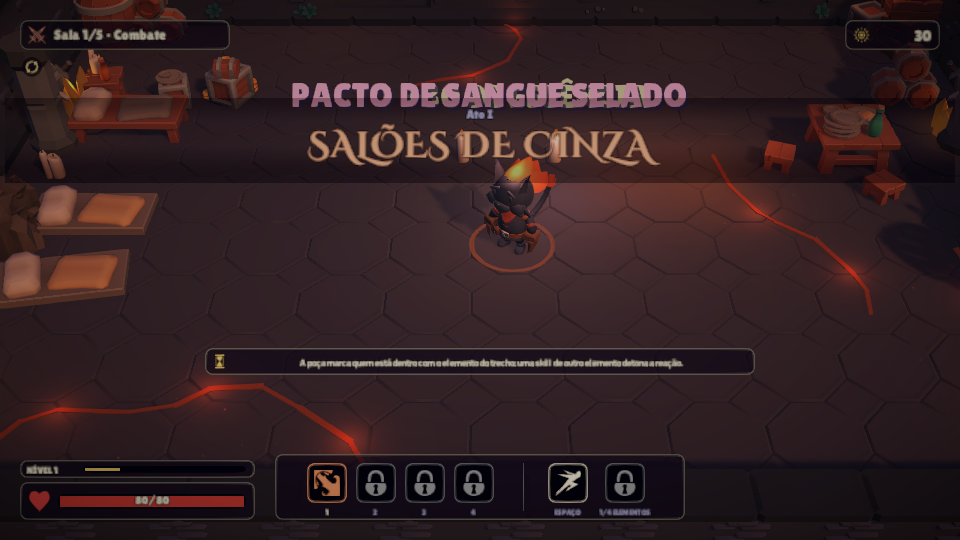 Sala 1/5 - Combate
30
PACTO DE SANGUE SELADO
Ato I
SALÕES DE CINZA
A poça marca quem está dentro com o elemento do trecho; uma skill de outro elemento detona a reação.
NÍVEL 1
80/80
1
2
3
4
ESPAÇO
1/4 ELEMENTOS